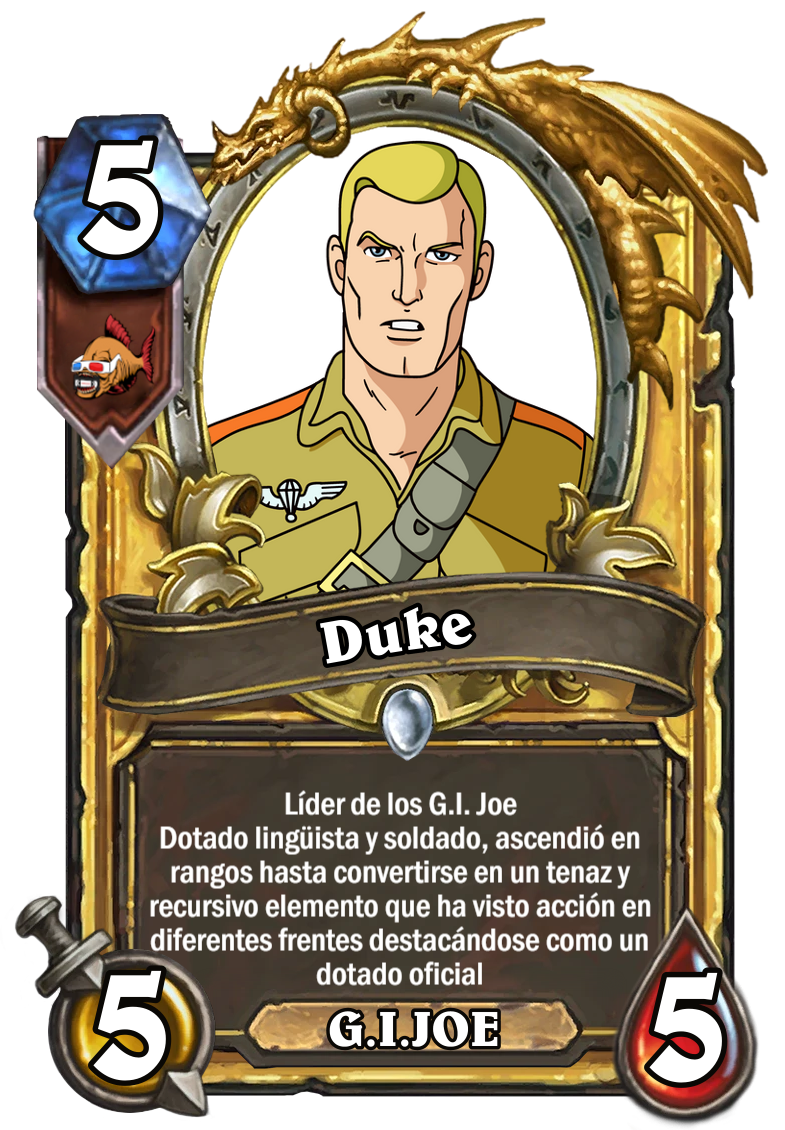 5
Duke
Líder de los G.I. Joe
Dotado lingüista y soldado, ascendió en
rangos hasta convertirse en un tenaz y
recursivo elemento que ha visto acción en
diferentes frentes destacándose como un
dotado oficial
5
G.I.JOE
5